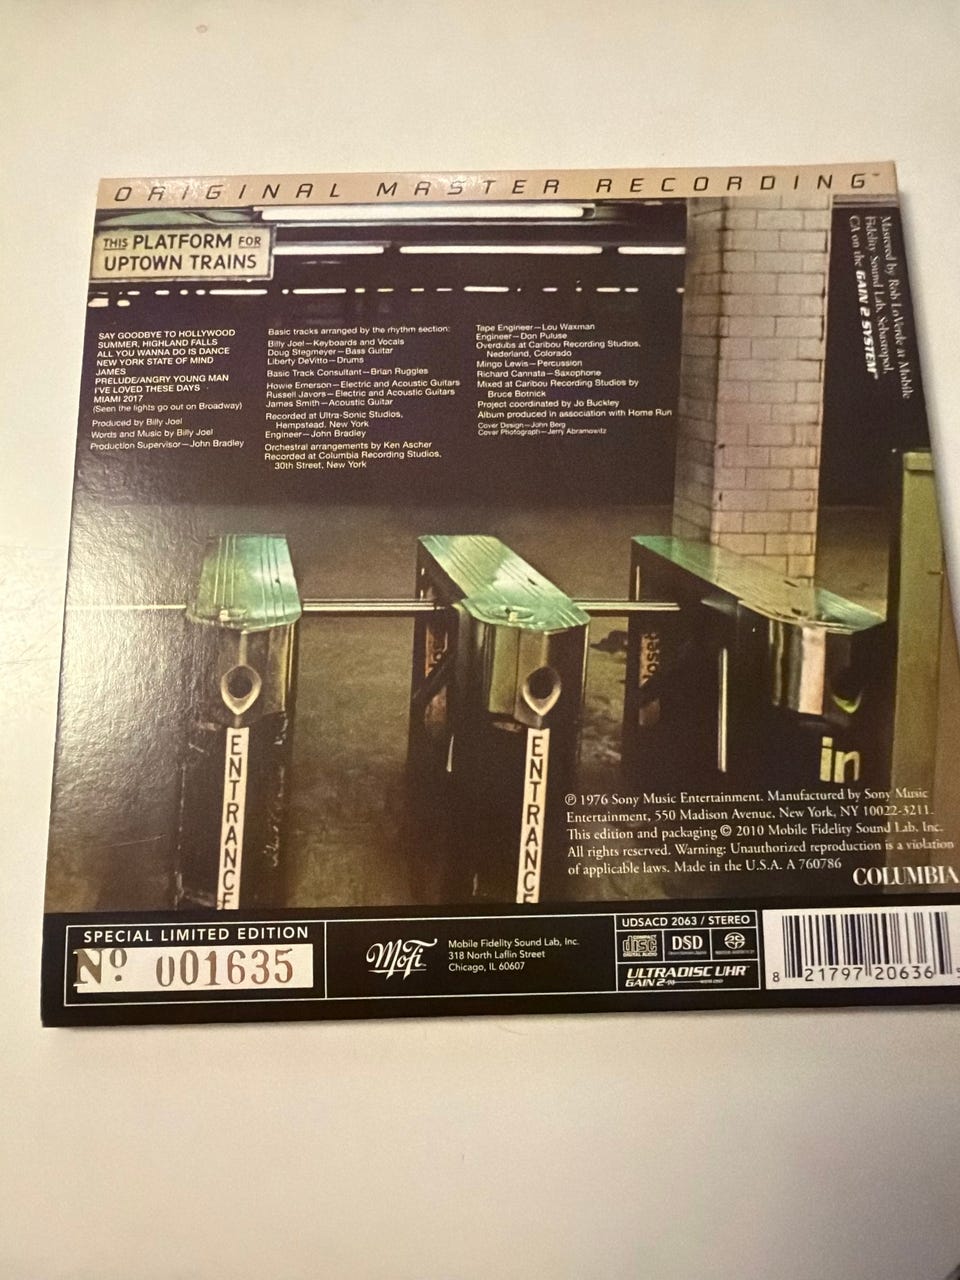 ORIGINAL MASTER RECORDING™
THIS PLATFORM FOR
UPTOWN TRAINS
SAY GOODBYE TO HOLLYWOOD
SUMMER, HIGHLAND FALLS
ALL YOU WANNA DO IS DANCE
NEW YORK STATE OF MIND
JAMES
PRELUDE/ANGRY YOUNG MAN
I'VE LOVED THESE DAYS
MIAMI 2017
(Seen the lights go out on Broadway)
Produced by Billy Joel
Words and Music by Billy Joel
Production Supervisor—John Bradley
Basic tracks arranged by the rhythm section:
Billy Joel—Keyboards and Vocals
Doug Stegmeyer—Bass Guitar
Liberty DeVitto—Drums
Basic Track Consultant—Brian Ruggles
Howie Emerson—Electric and Acoustic Guitars
Russell Javors—Electric and Acoustic Guitars
James Smith—Acoustic Guitar
Recorded at Ultra-Sonic Studios,
Hempstead, New York
Engineer—John Bradley
Orchestral arrangements by Ken Ascher
Recorded at Columbia Recording Studios,
30th Street, New York
Tape Engineer—Lou Waxman
Engineer—Don Puluse
Overdubs at Caribou Recording Studios,
Nederland, Colorado
Mingo Lewis—Percussion
Richard Cannata—Saxophone
Mixed at Caribou Recording Studios by
Bruce Botnick
Project coordinated by Jo Buckley
Album produced in association with Home Run
Cover Design—John Berg
Cover Photograph—Jerry Abramowitz
Mastered by Rob LoVerde at Mobile
Fidelity Sound Lab, Sebastopol,
CA on the GAIN 2 SYSTEM™
ENTRANCE
ENTRANCE
in
℗ 1976 Sony Music Entertainment. Manufactured by Sony Music
Entertainment, 550 Madison Avenue. New York, NY 10022-3211.
This edition and packaging © 2010 Mobile Fidelity Sound Lab, Inc.
All rights reserved. Warning: Unauthorized reproduction is a violation
of applicable laws. Made in the U.S.A. A 760786
COLUMBIA
SPECIAL LIMITED EDITION
Nº 001635
MoFi
Mobile Fidelity Sound Lab, Inc.
318 North Laflin Street
Chicago, IL 60607
UDSACD 2063 / STEREO
COMPACT disc DIGITAL AUDIO
DSD
ULTRADISC UHR™
GAIN 2™
8 21797 20636